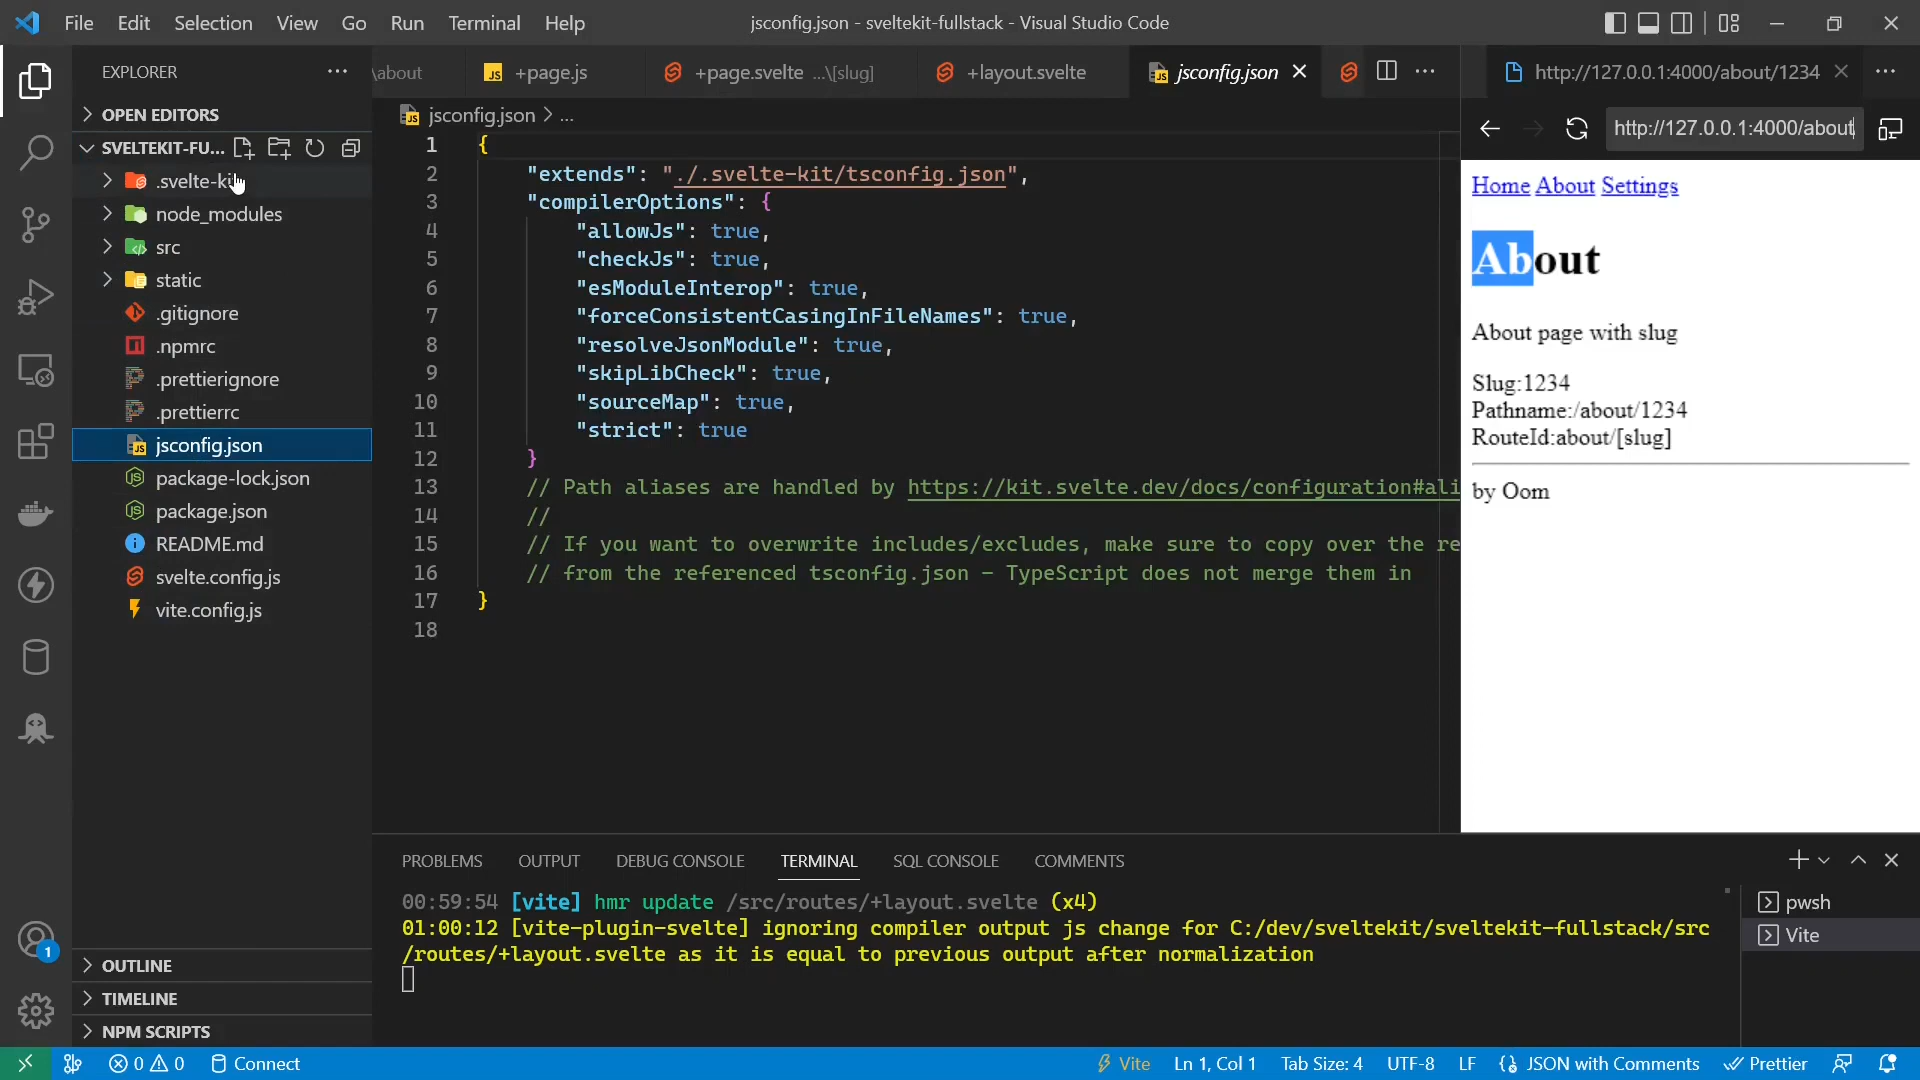 File Edit Selection View Go Run Terminal Help
jsconfig.json - sveltekit-fullstack - Visual Studio Code
EXPLORER
OPEN EDITORS
SVELTEKIT-FU...
.svelte-kit
node_modules
src
static
.gitignore
.npmrc
.prettierignore
.prettierrc
jsconfig.json
package-lock.json
package.json
README.md
svelte.config.js
vite.config.js
OUTLINE
TIMELINE
NPM SCRIPTS
1
\about
JS +page.js
+page.svelte ...\[slug]
+layout.svelte
jsconfig.json
jsconfig.json > ...
1 {
2 "extends": "./.svelte-kit/tsconfig.json",
3 "compilerOptions": {
4 "allowJs": true,
5 "checkJs": true,
6 "esModuleInterop": true,
7 "forceConsistentCasingInFileNames": true,
8 "resolveJsonModule": true,
9 "skipLibCheck": true,
10 "sourceMap": true,
11 "strict": true
12 }
13 // Path aliases are handled by https://kit.svelte.dev/docs/configuration#ali
14 //
15 // If you want to overwrite includes/excludes, make sure to copy over the re
16 // from the referenced tsconfig.json - TypeScript does not merge them in
17 }
18
http://127.0.0.1:4000/about/1234
http://127.0.0.1:4000/about
Home About Settings
About
About page with slug
Slug:1234
Pathname:/about/1234
RouteId:about/[slug]
by Oom
PROBLEMS OUTPUT DEBUG CONSOLE TERMINAL SQL CONSOLE COMMENTS
00:59:54 [vite] hmr update /src/routes/+layout.svelte (x4)
01:00:12 [vite-plugin-svelte] ignoring compiler output js change for C:/dev/sveltekit/sveltekit-fullstack/src
/routes/+layout.svelte as it is equal to previous output after normalization
pwsh
Vite
0 0 Connect
Vite Ln 1, Col 1 Tab Size: 4 UTF-8 LF JSON with Comments Prettier